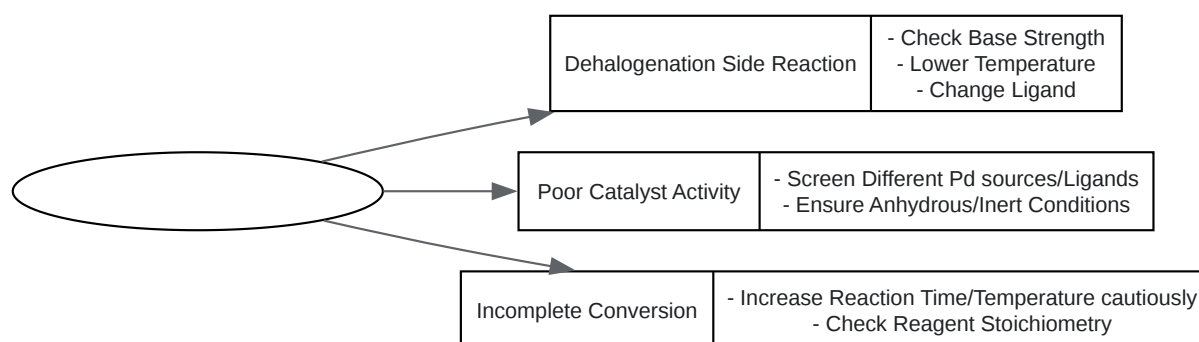 Dehalogenation Side Reaction
- Check Base Strength
- Lower Temperature
- Change Ligand
Poor Catalyst Activity
- Screen Different Pd sources/Ligands
- Ensure Anhydrous/Inert Conditions
Incomplete Conversion
- Increase Reaction Time/Temperature cautiously
- Check Reagent Stoichiometry